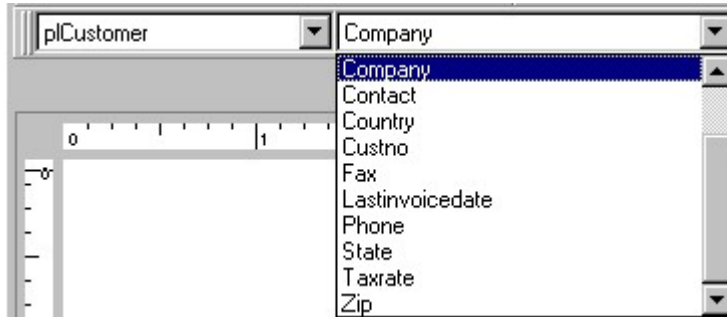 plCustomer Company
Company
Contact
Country
Custno
Fax
Lastinvoicedate
Phone
State
Taxrate
Zip
0 1
0